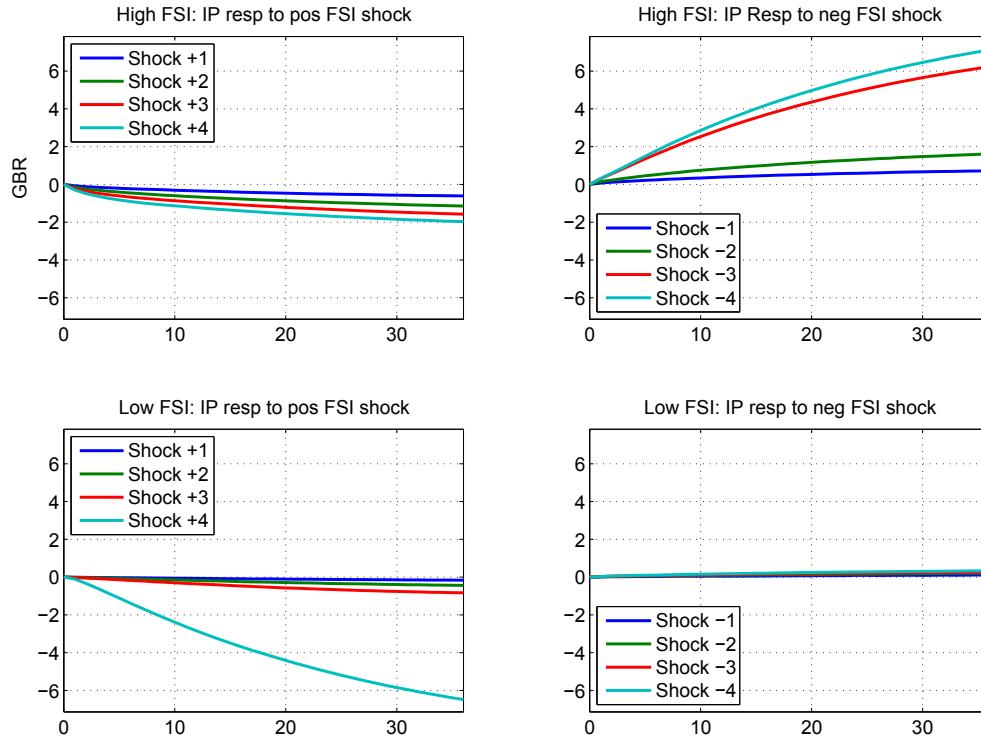 High FSI: IP resp to pos FSI shock
High FSI: IP Resp to neg FSI shock
GBR
6
4
2
0
−2
−4
−6
0
10
20
30
Shock +1
Shock +2
Shock +3
Shock +4
6
4
2
0
−2
−4
−6
0
10
20
30
Shock −1
Shock −2
Shock −3
Shock −4
Low FSI: IP resp to pos FSI shock
Low FSI: IP resp to neg FSI shock
6
4
2
0
−2
−4
−6
0
10
20
30
Shock +1
Shock +2
Shock +3
Shock +4
6
4
2
0
−2
−4
−6
0
10
20
30
Shock −1
Shock −2
Shock −3
Shock −4